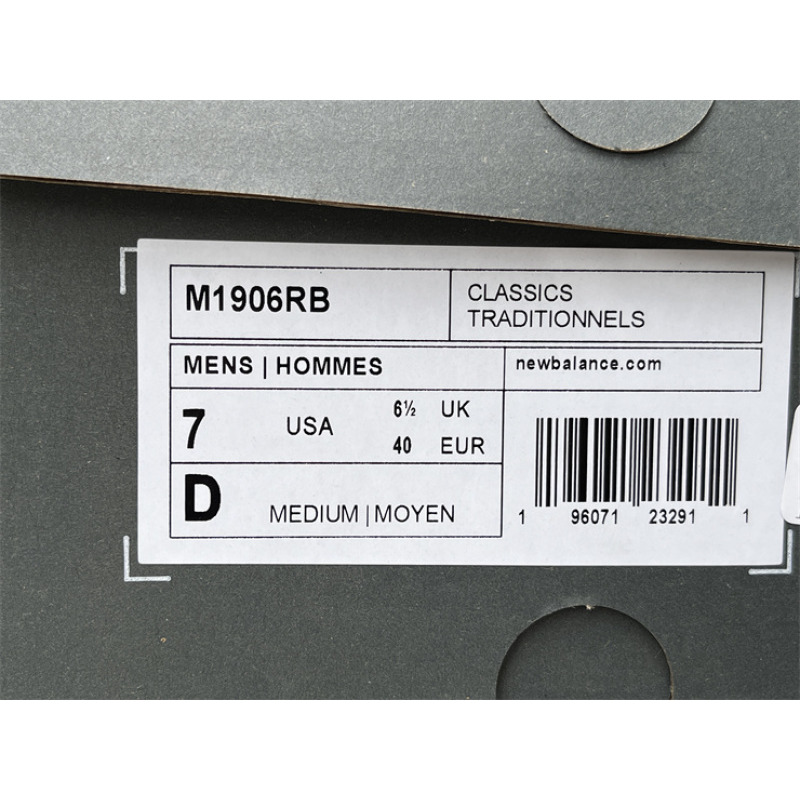 M1906RB
CLASSICS
TRADITIONNELS
MENS | HOMMES
newbalance.com
7 USA 6½ UK
40 EUR
D MEDIUM | MOYEN
1 96071 23291 1